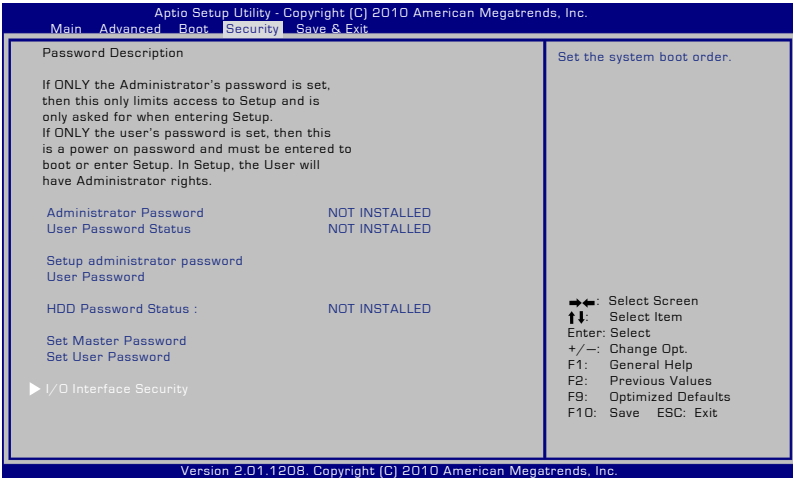 Aptio Setup Utility - Copyright (C) 2010 American Megatrends, Inc.
Main Advanced Boot Security Save & Exit
Password Description
If ONLY the Administrator's password is set,
then this only limits access to Setup and is
only asked for when entering Setup.
If ONLY the user's password is set, then this
is a power on password and must be entered to
boot or enter Setup. In Setup, the User will
have Administrator rights.
Administrator Password NOT INSTALLED
User Password Status NOT INSTALLED
Setup administrator password
User Password
HDD Password Status : NOT INSTALLED
Set Master Password
Set User Password
I/O Interface Security
Set the system boot order.
→←: Select Screen
↑↓: Select Item
Enter: Select
+/—: Change Opt.
F1: General Help
F2: Previous Values
F9: Optimized Defaults
F10: Save ESC: Exit
Version 2.01.1208. Copyright (C) 2010 American Megatrends, Inc.